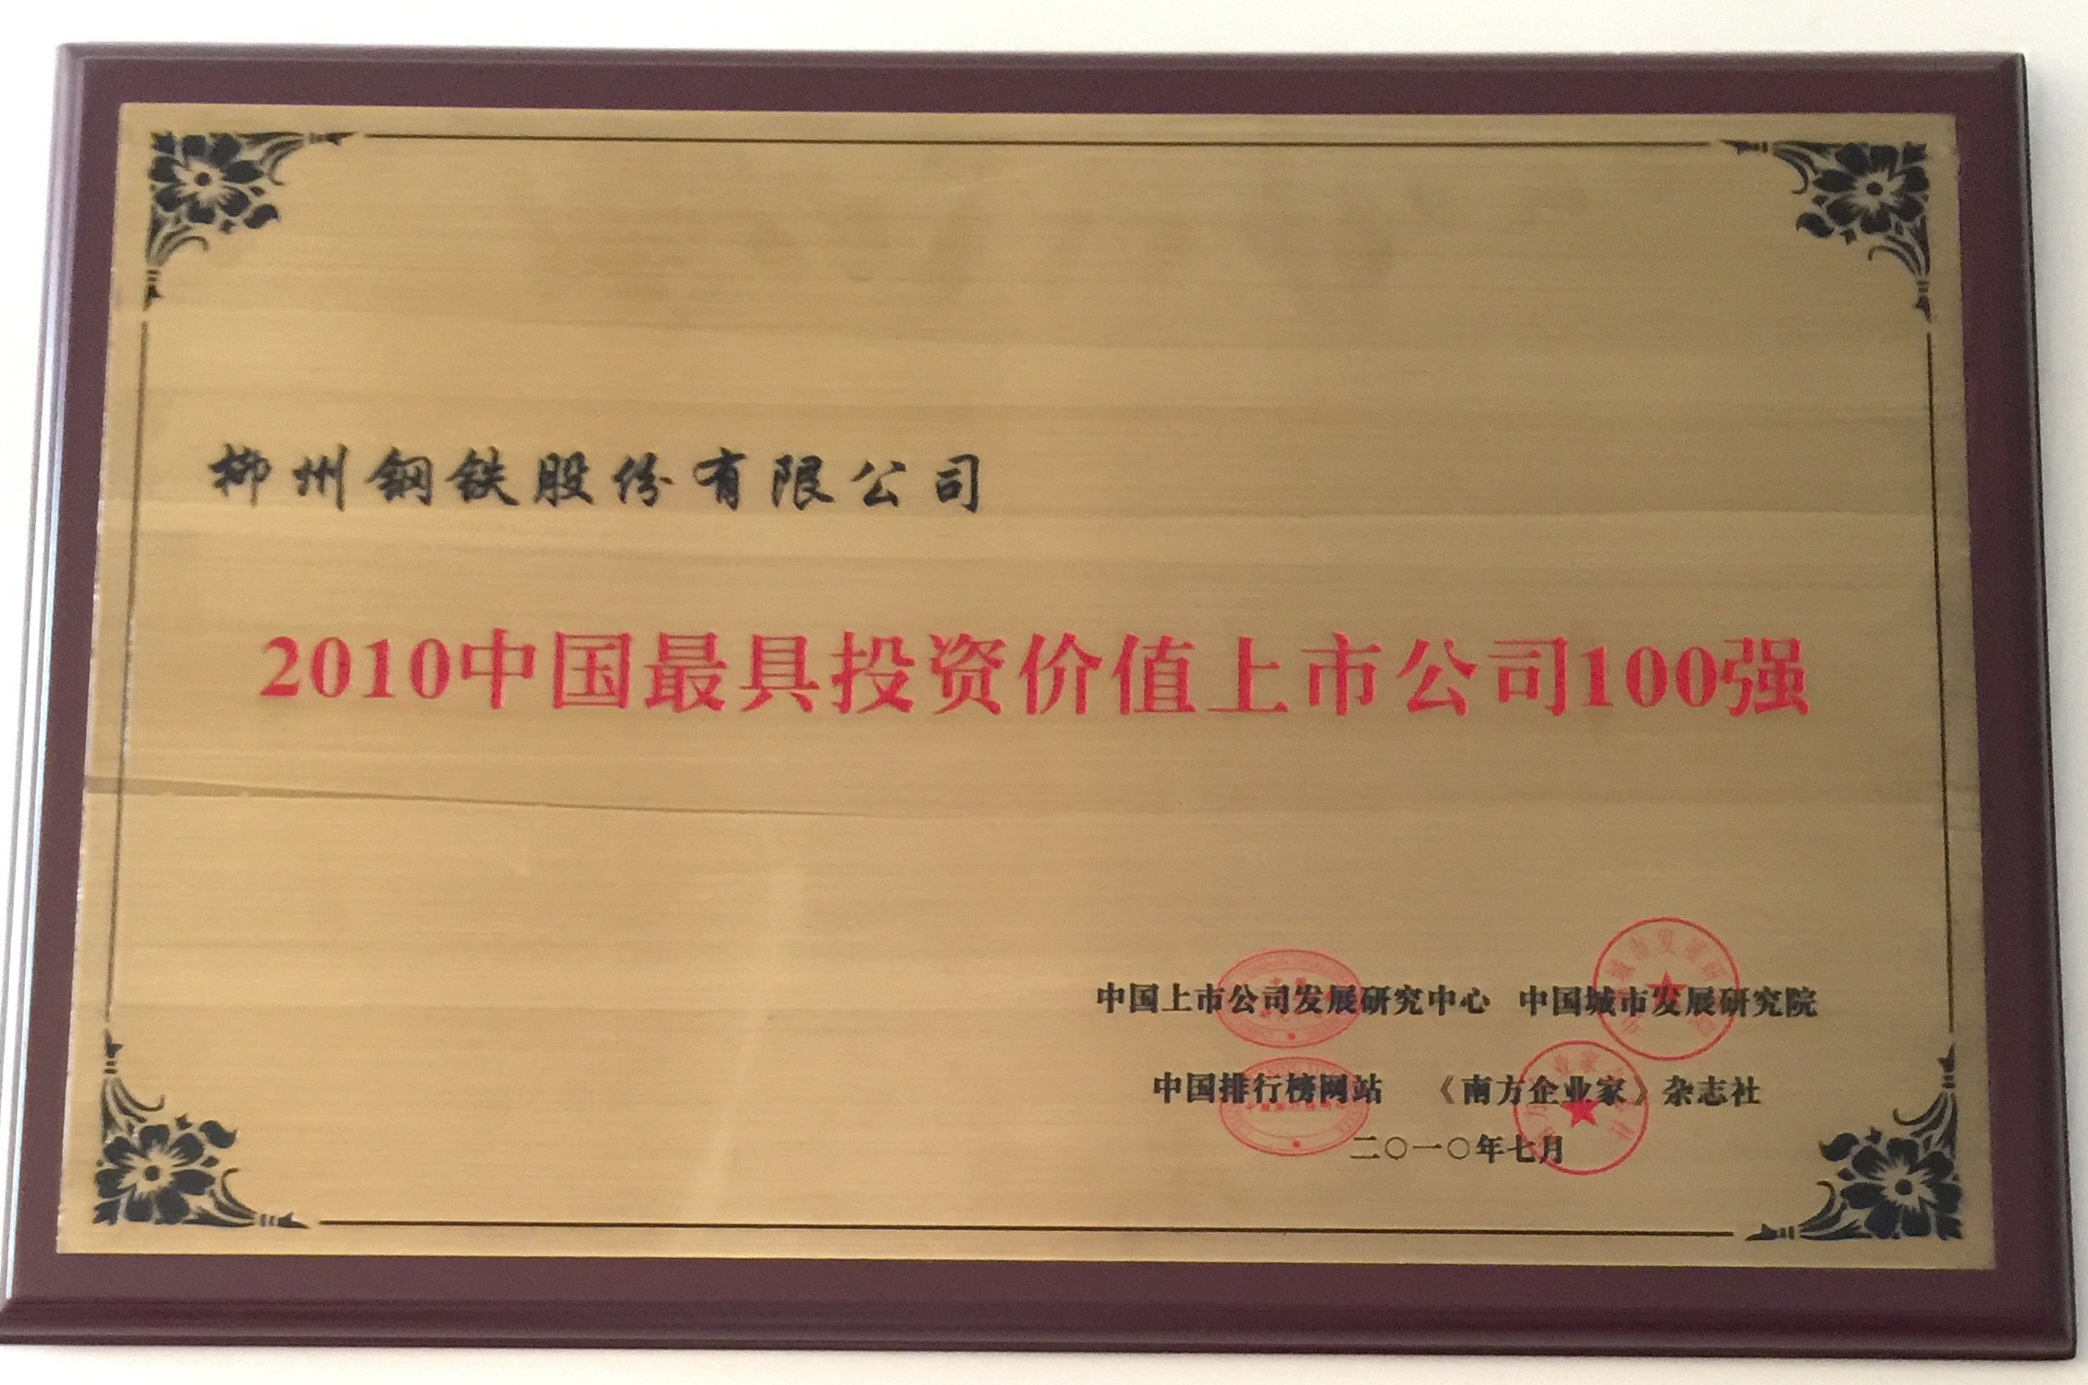 柳州钢铁股份有限公司
2010中国最具投资价值上市公司100强
中国上市公司发展研究中心 中国城市发展研究院
中国排行榜网站 《南方企业家》杂志社
二〇一〇年七月